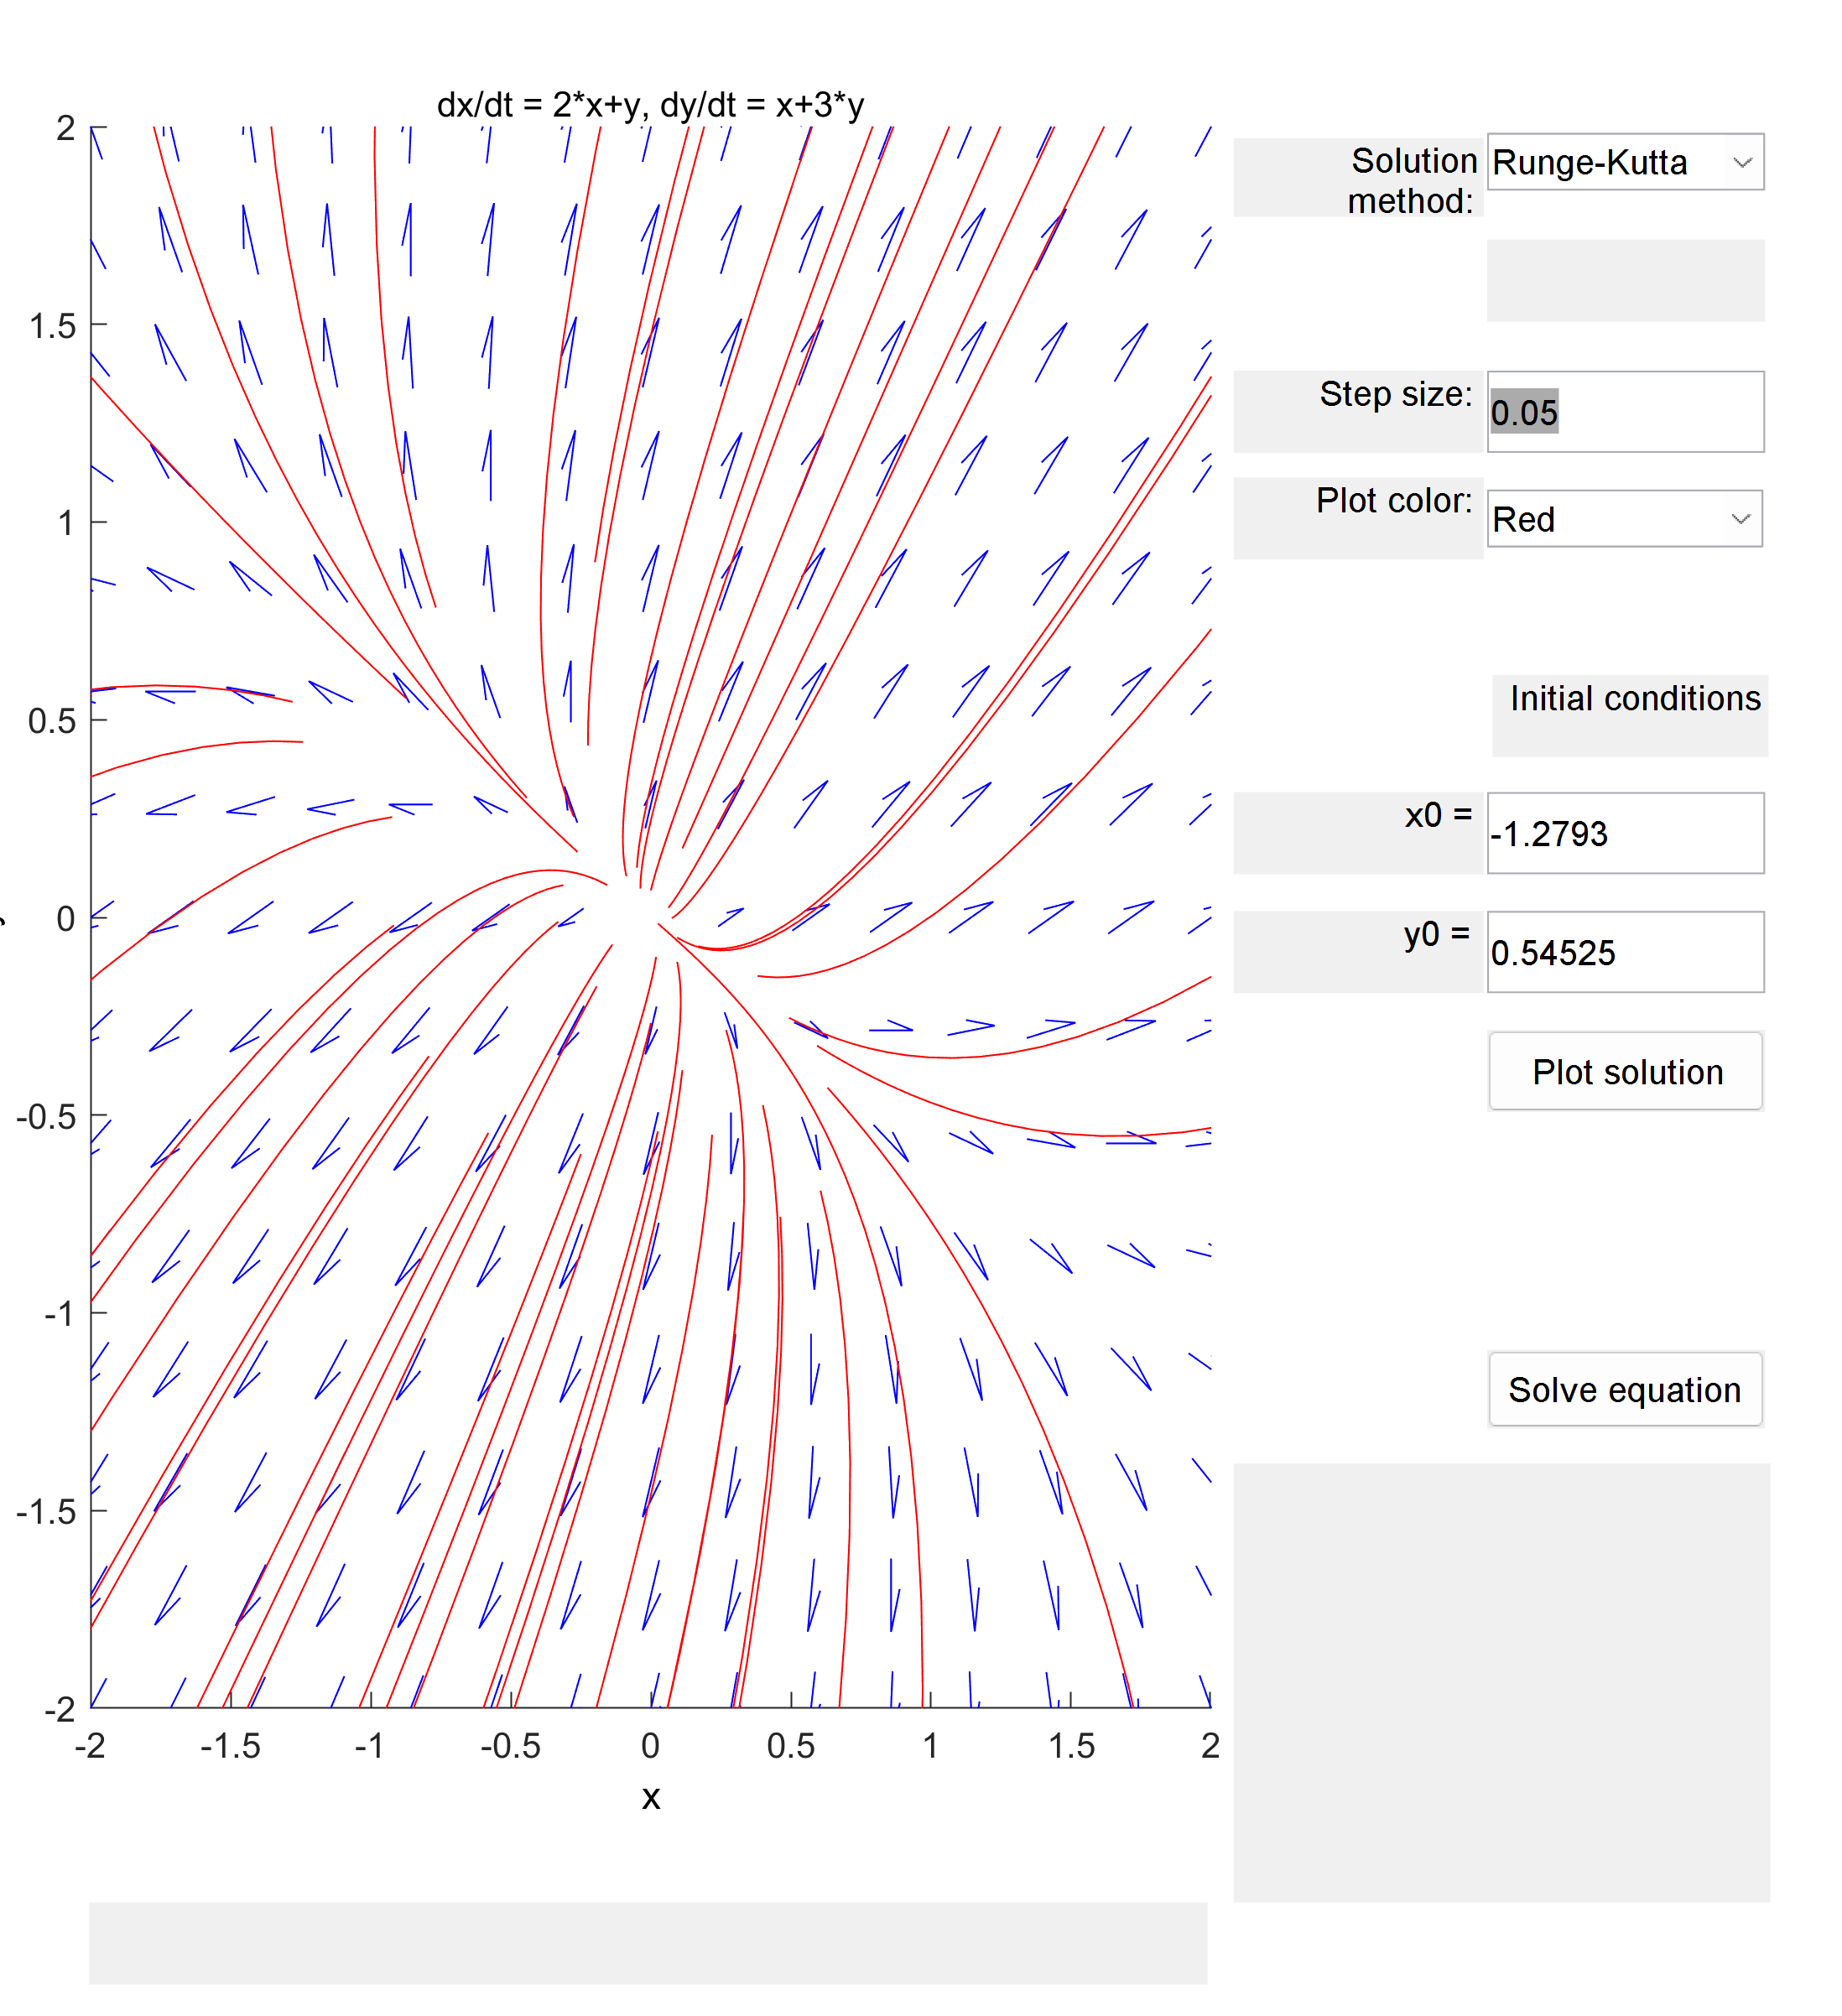 dx/dt = 2*x+y, dy/dt = x+3*y
2
1.5
1
0.5
0
-0.5
-1
-1.5
-2
-2 -1.5 -1 -0.5 0 0.5 1 1.5 2
x
Solution
method:
Runge-Kutta
Step size:
0.05
Plot color:
Red
Initial conditions
x0 =
-1.2793
y0 =
0.54525
Plot solution
Solve equation